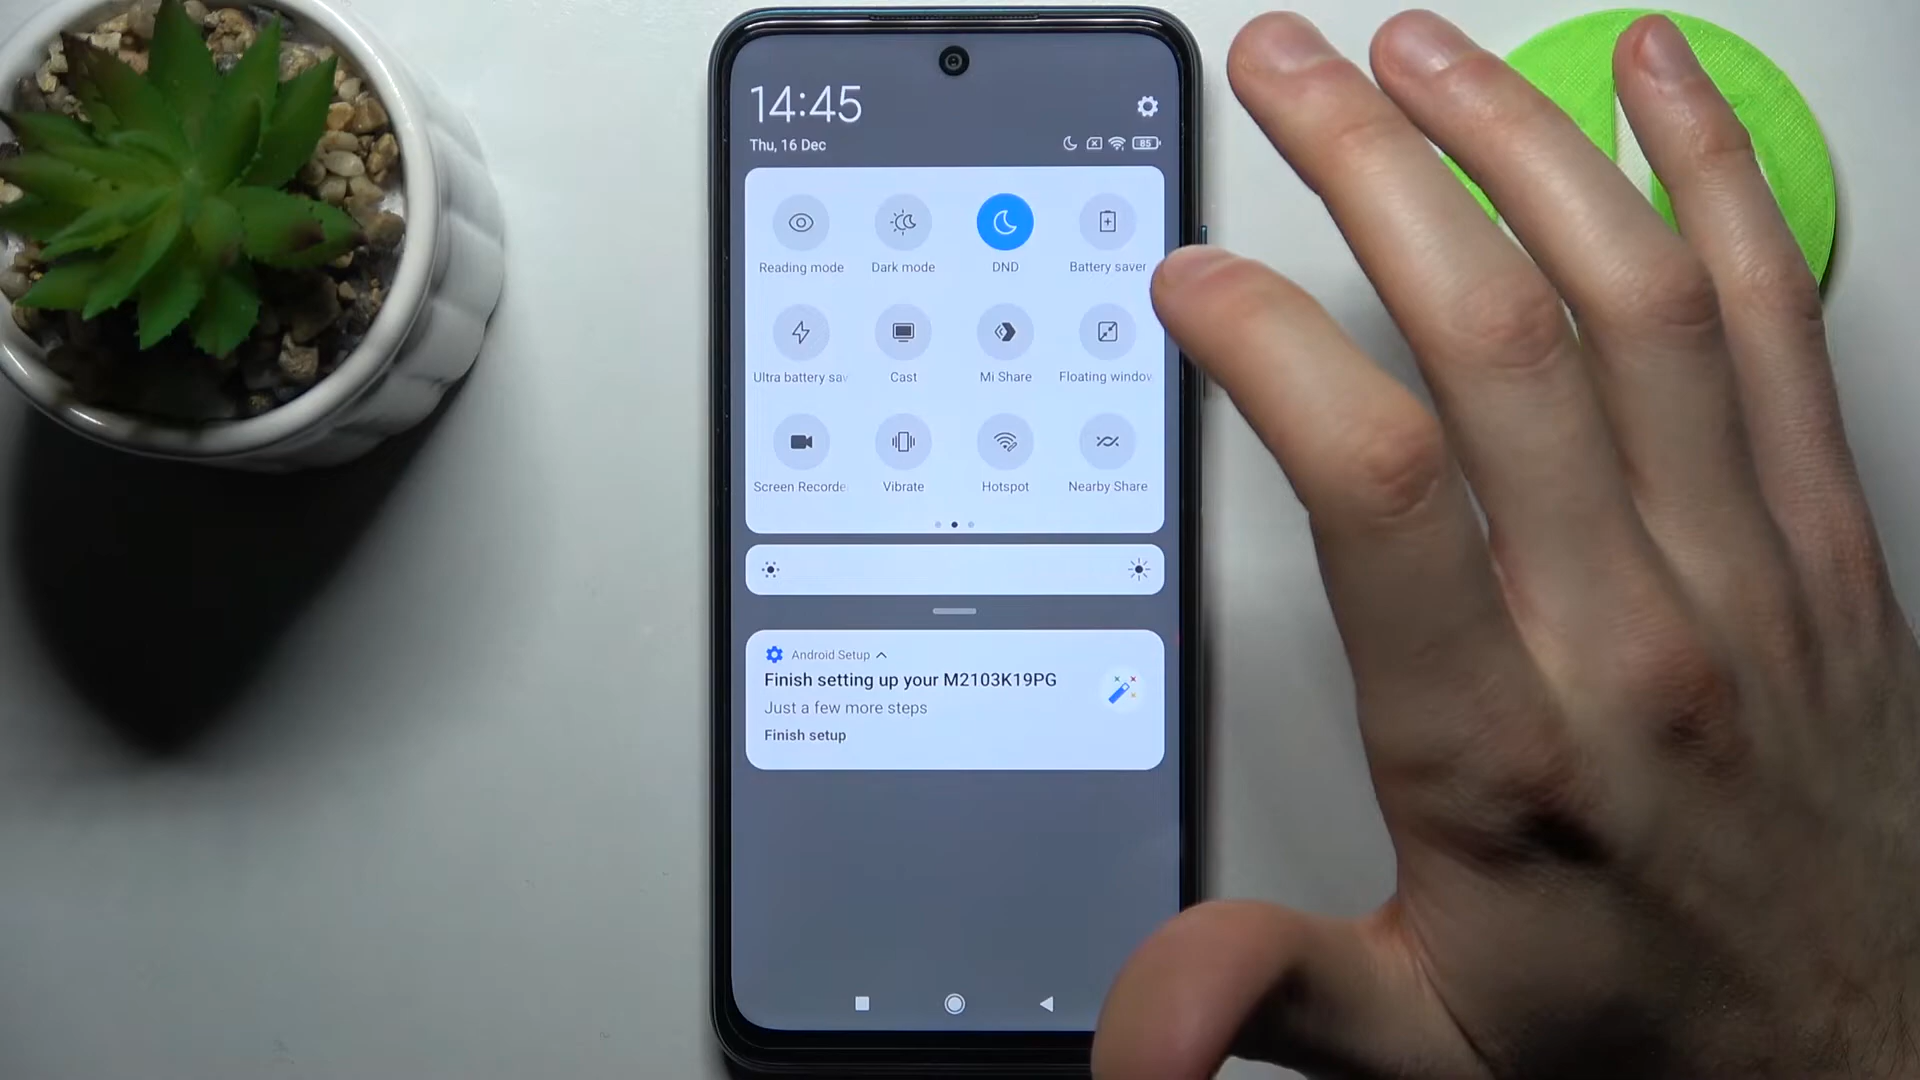 14:45
Thu, 16 Dec
85
Reading mode
Dark mode
DND
Battery saver
Ultra battery sav
Cast
Mi Share
Floating window
Screen Recorde
Vibrate
Hotspot
Nearby Share
Android Setup
Finish setting up your M2103K19PG
Just a few more steps
Finish setup